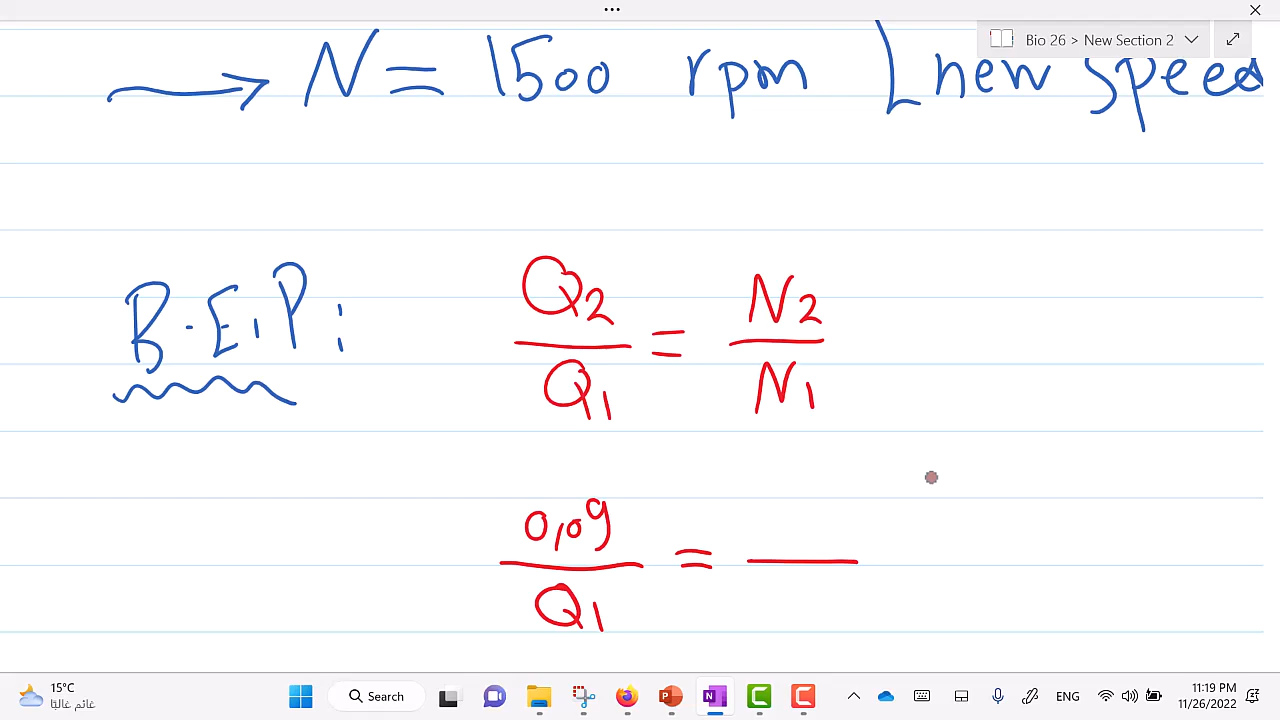 Bio 26 > New Section 2
N = 1500 rpm ( new speed
B.E.P:
Q2 / Q1 = N2 / N1
0,09 / Q1 =
Search
15°C
غائم غالبًا
ENG
11:19 PM
11/26/2022